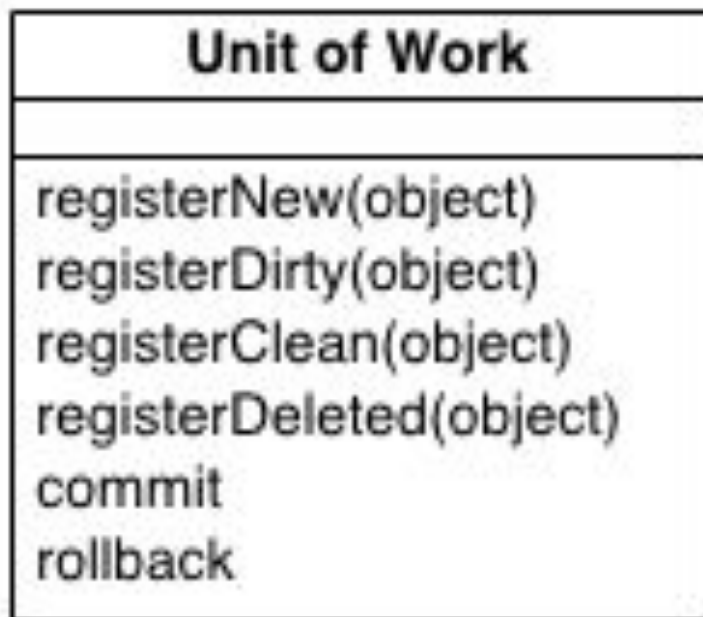 Unit of Work
registerNew(object)
registerDirty(object)
registerClean(object)
registerDeleted(object)
commit
rollback